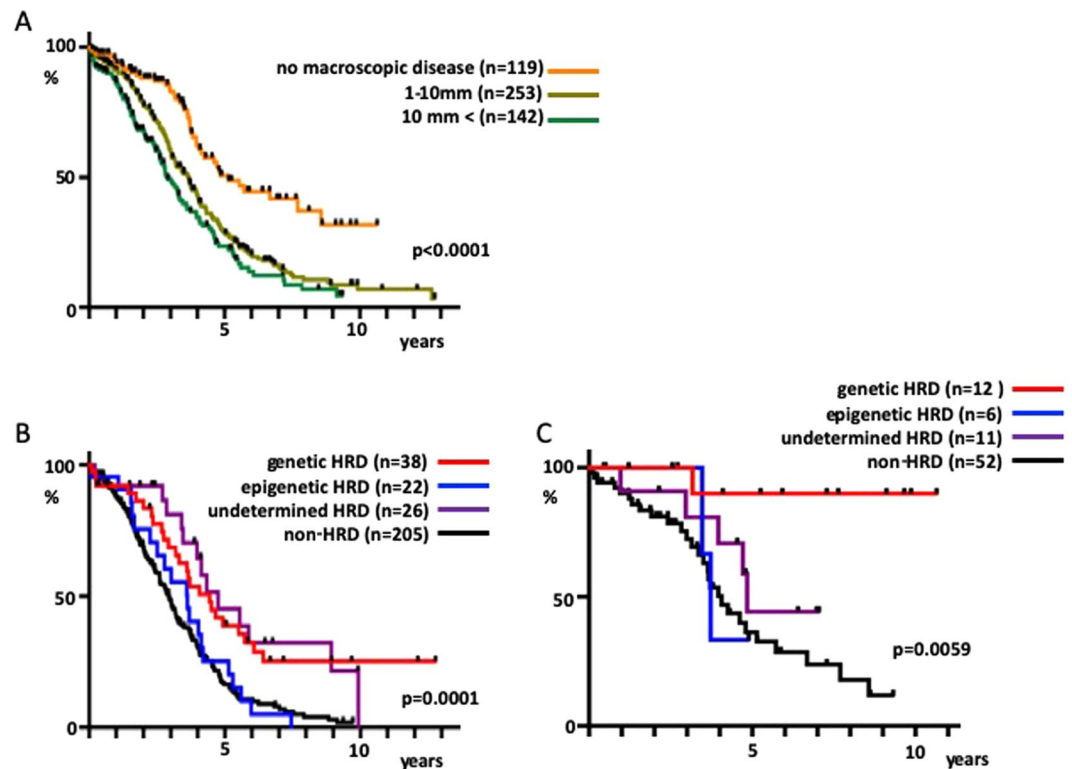 A
100
%
50
0
5
10
years
no macroscopic disease (n=119)
1-10mm (n=253)
10 mm < (n=142)
p<0.0001
B
100
%
50
0
5
10
years
genetic HRD (n=38)
epigenetic HRD (n=22)
undetermined HRD (n=26)
non-HRD (n=205)
p=0.0001
C
100
%
50
0
5
10
years
genetic HRD (n=12 )
epigenetic HRD (n=6)
undetermined HRD (n=11)
non-HRD (n=52)
p=0.0059